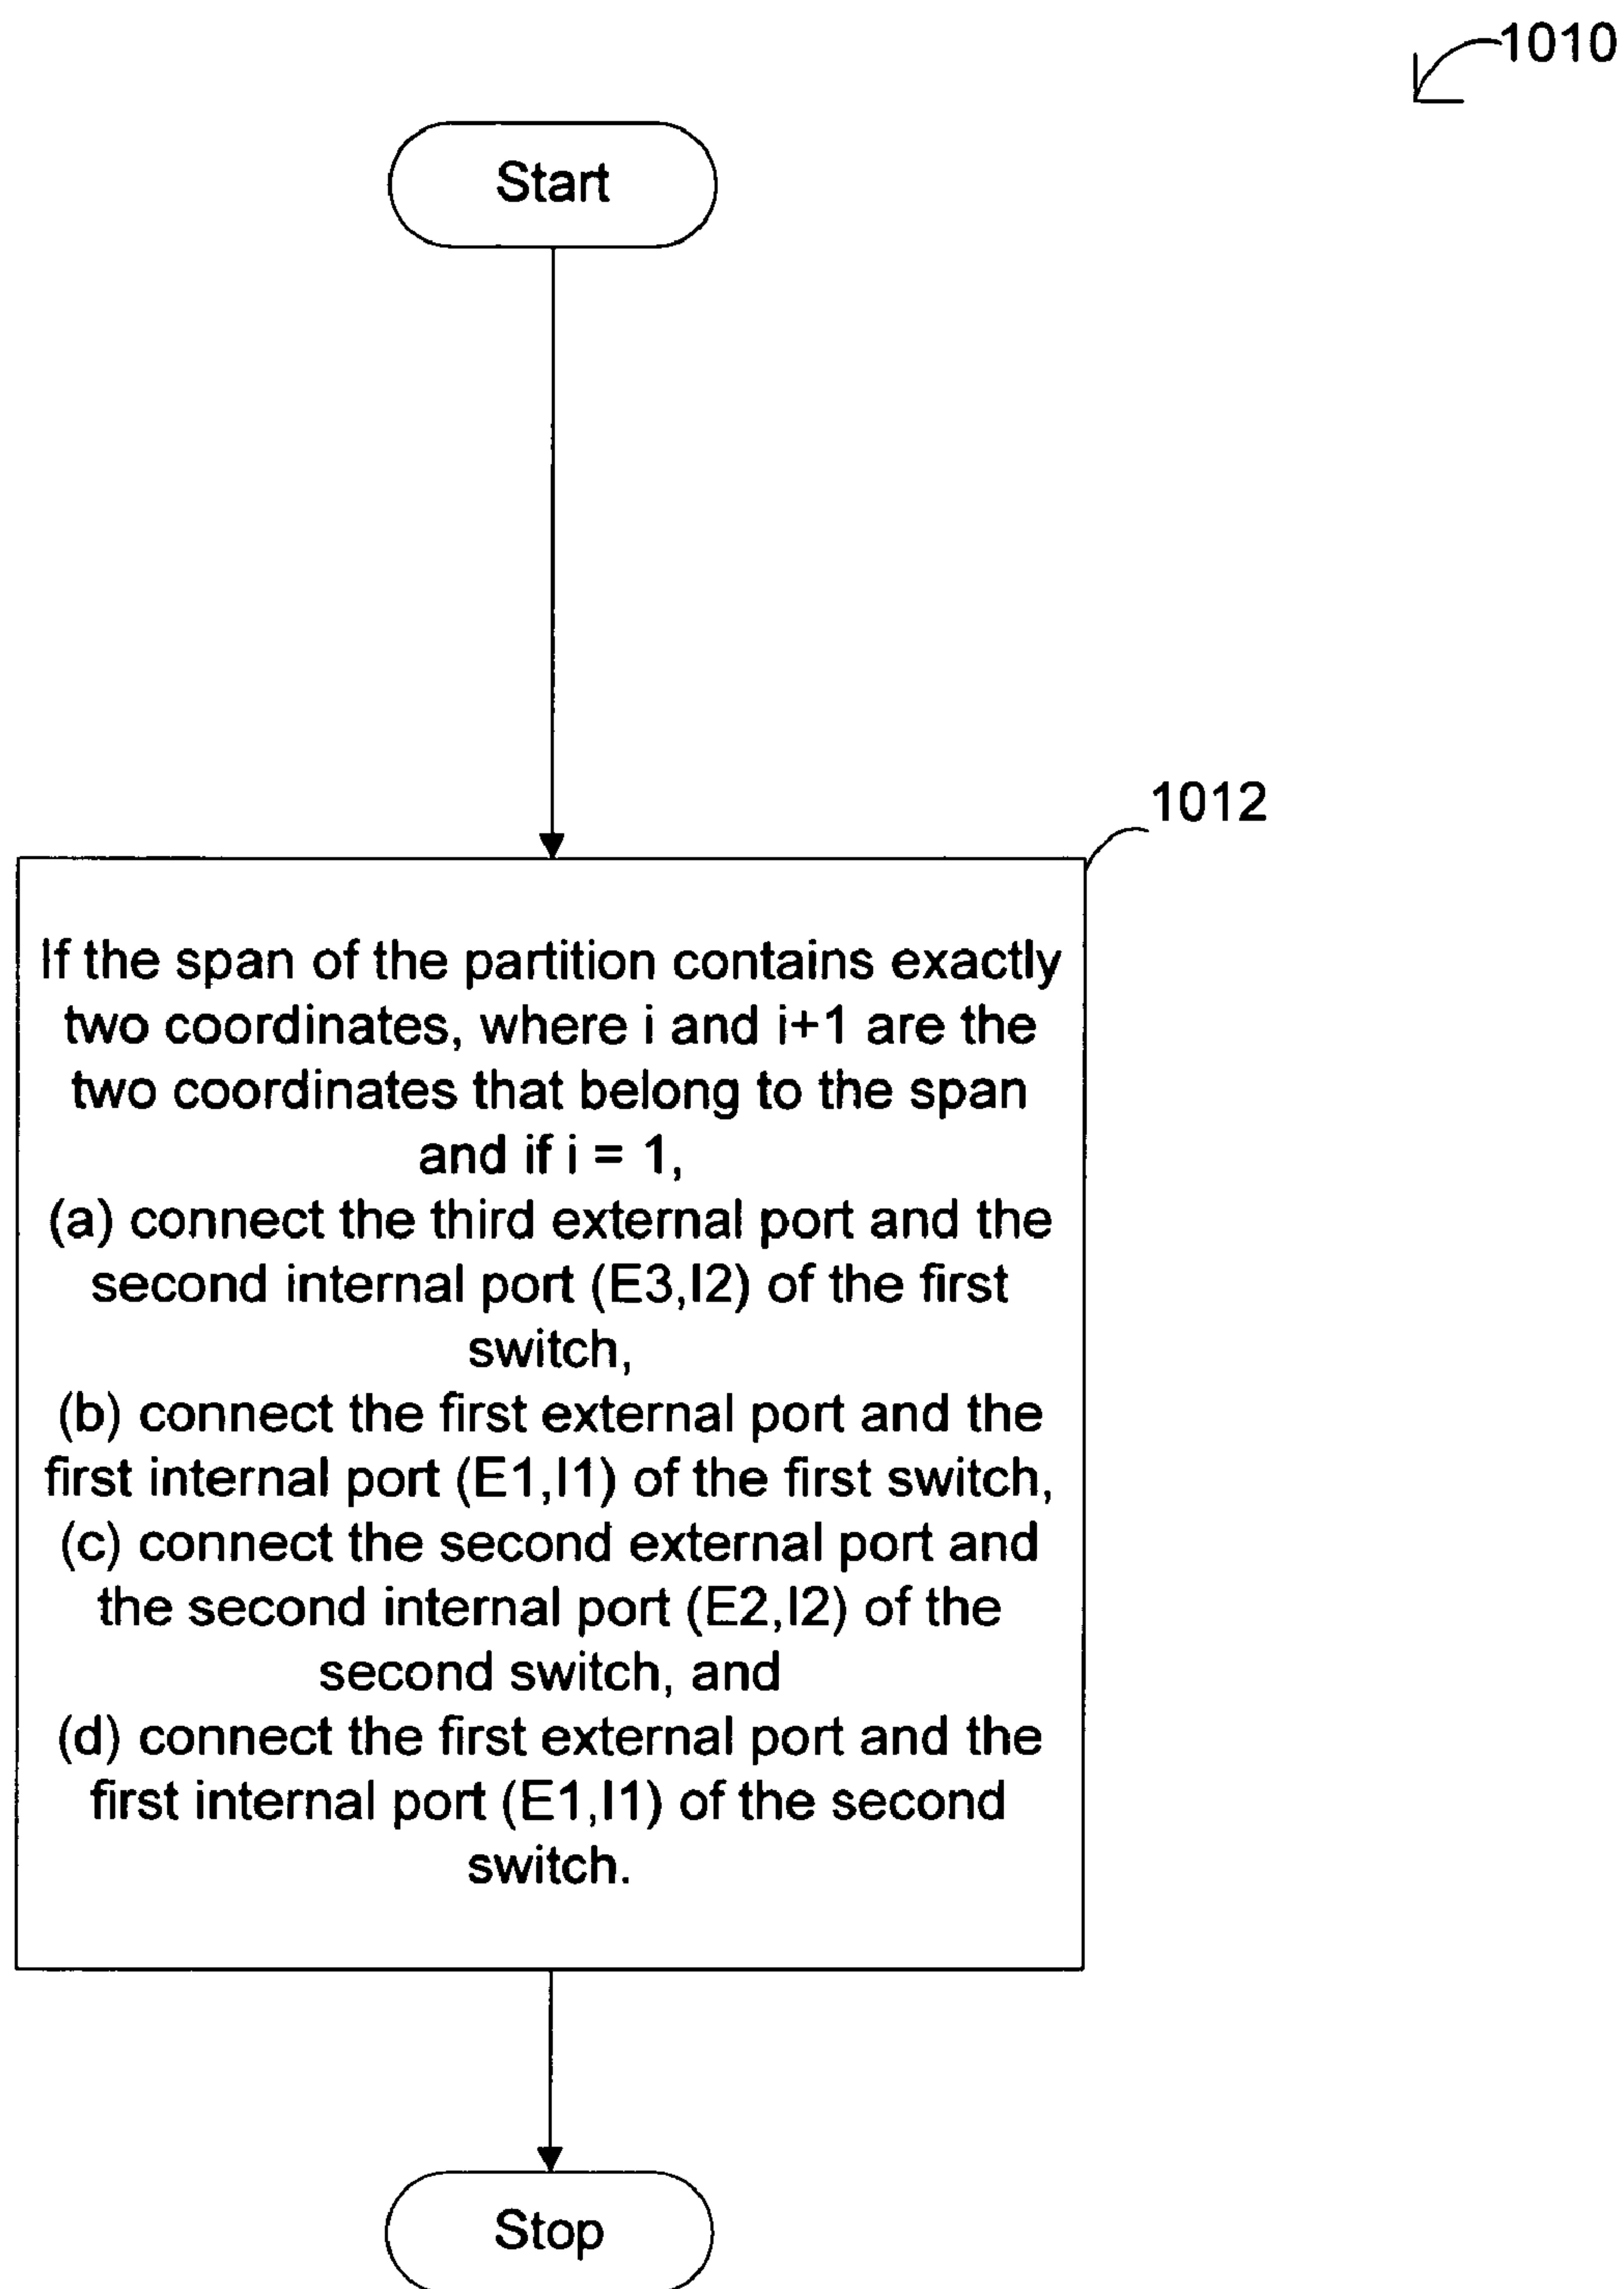 1010
Start
1012
If the span of the partition contains exactly
two coordinates, where i and i+1 are the
two coordinates that belong to the span
and if i = 1,
(a) connect the third external port and the
second internal port (E3,I2) of the first
switch,
(b) connect the first external port and the
first internal port (E1,I1) of the first switch,
(c) connect the second external port and
the second internal port (E2,I2) of the
second switch, and
(d) connect the first external port and the
first internal port (E1,I1) of the second
switch.
Stop